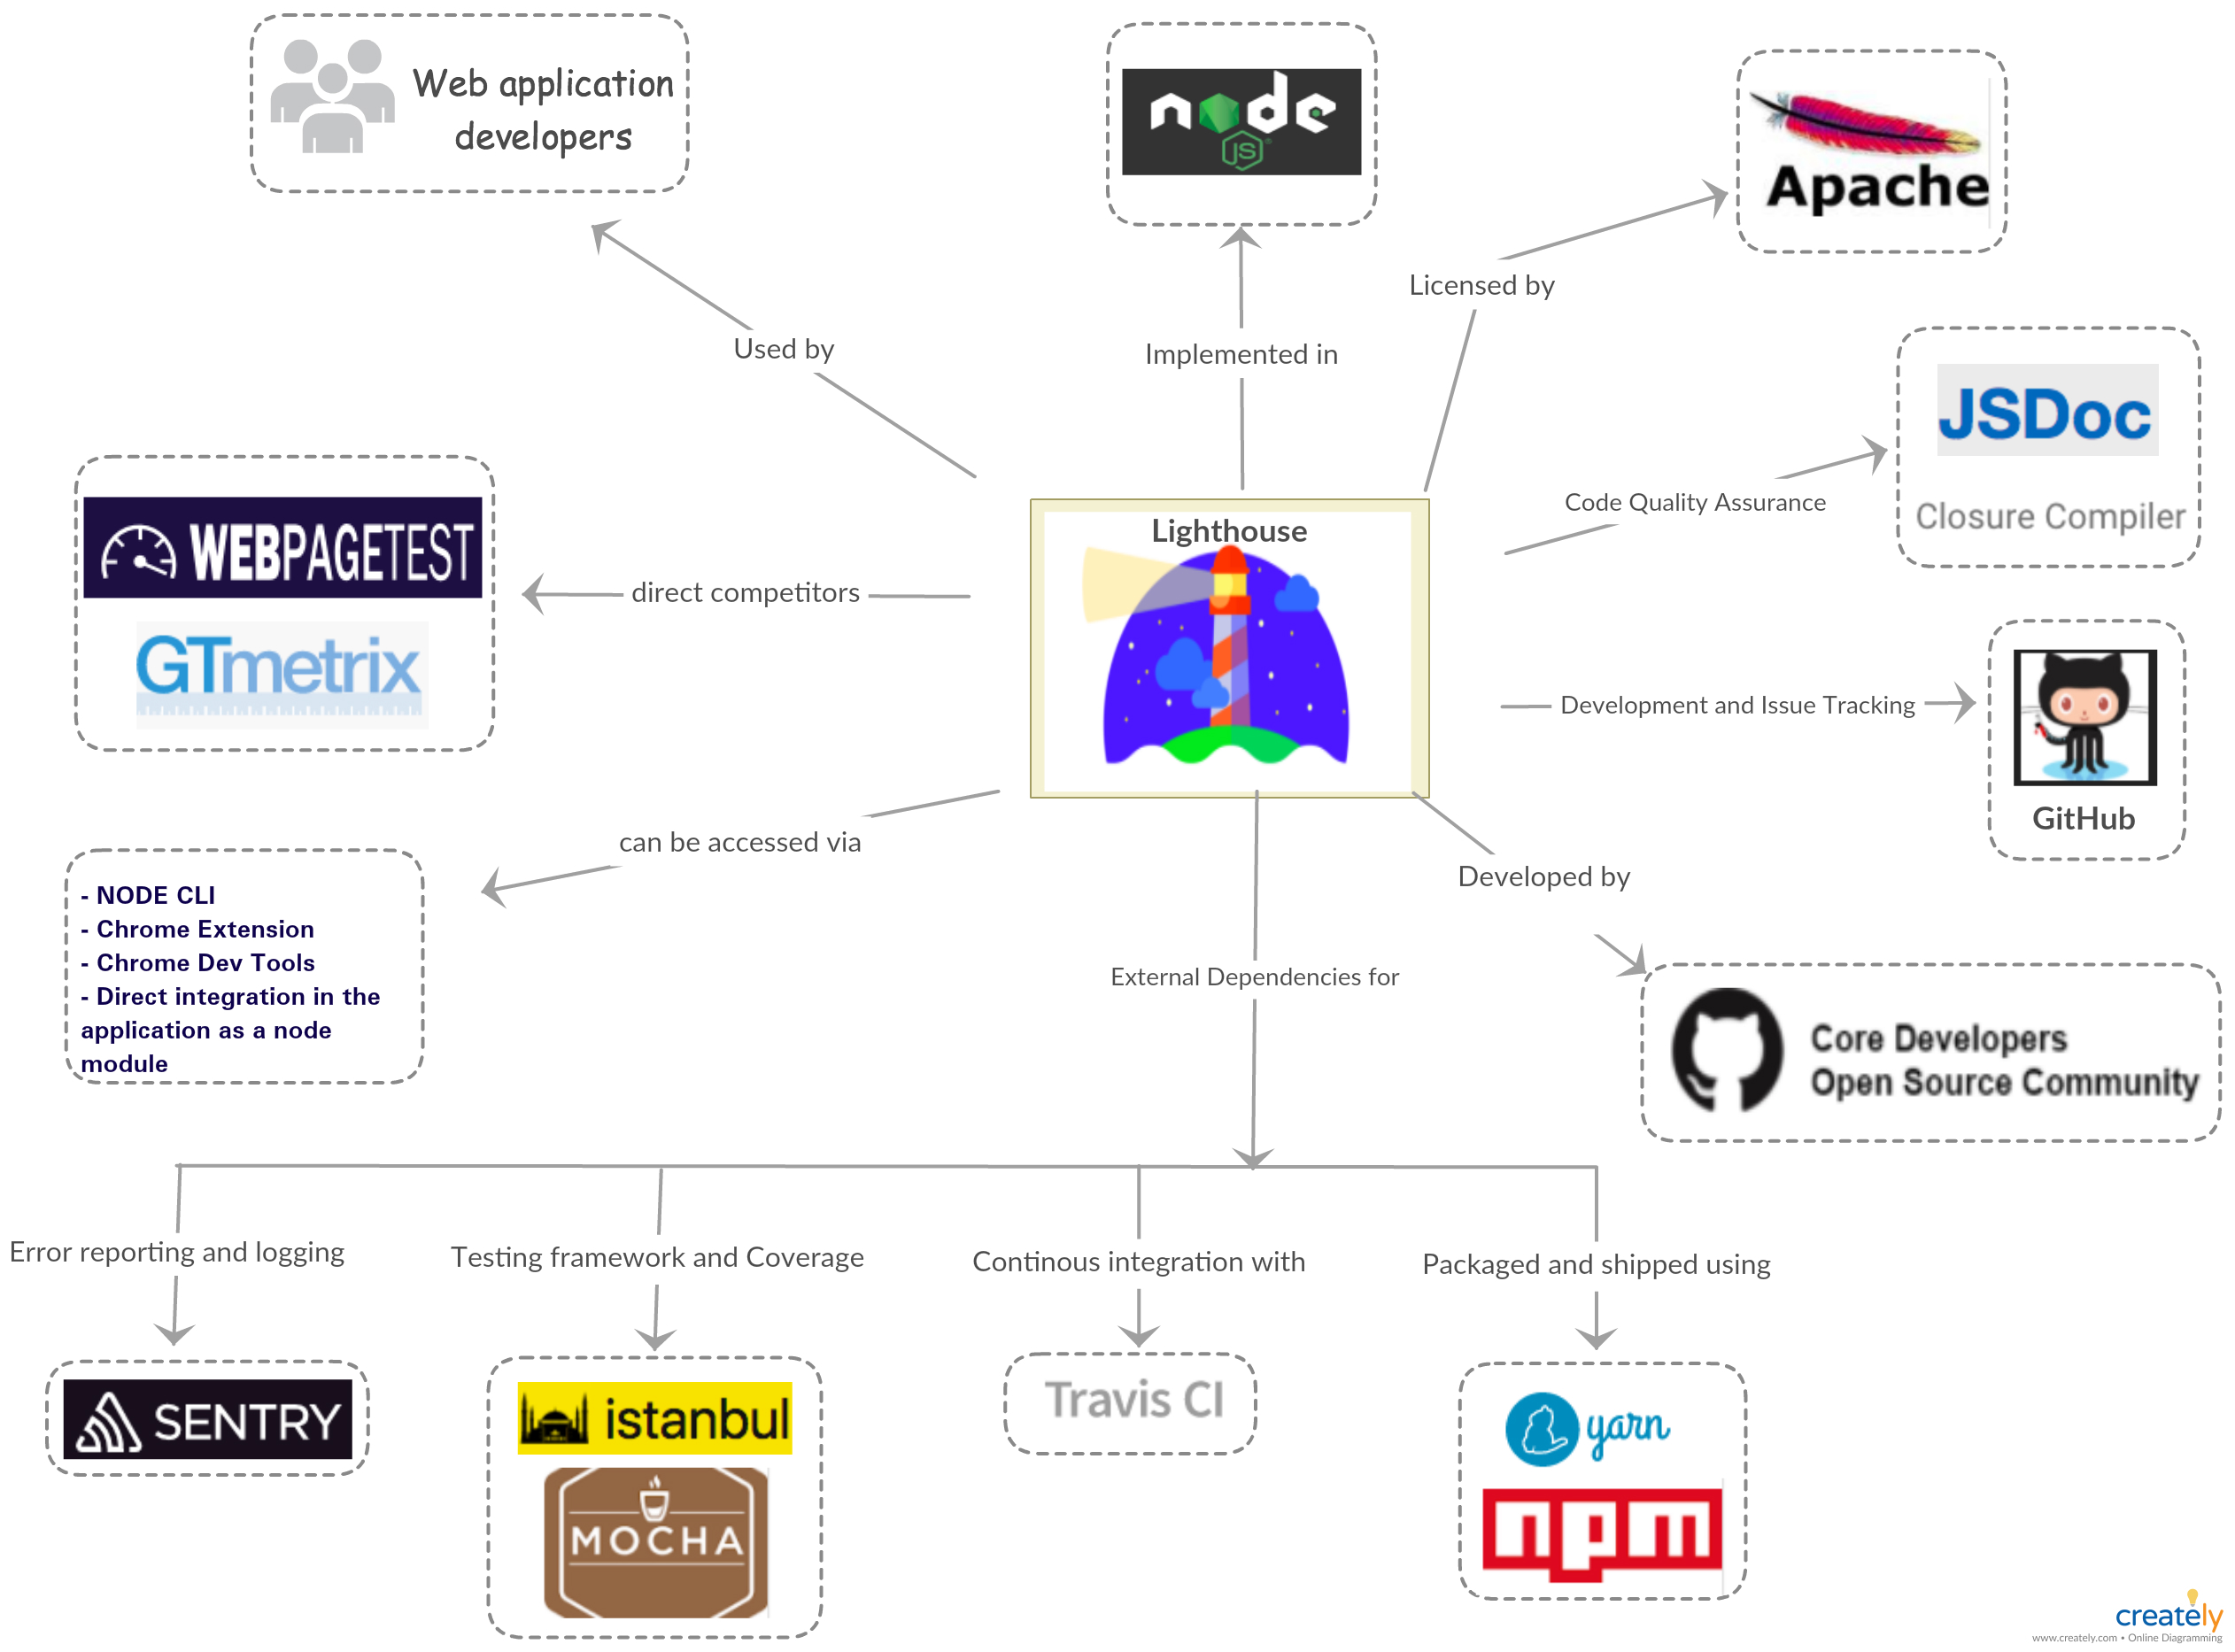 Web application
developers
node
JS
Apache
Used by
Implemented in
Licensed by
JSDoc
Closure Compiler
Code Quality Assurance
WEBPAGETEST
GTmetrix
direct competitors
Lighthouse
Development and Issue Tracking
GitHub
can be accessed via
- NODE CLI
- Chrome Extension
- Chrome Dev Tools
- Direct integration in the
application as a node
module
Developed by
External Dependencies for
Core Developers
Open Source Community
Error reporting and logging
Testing framework and Coverage
Continous integration with
Packaged and shipped using
SENTRY
istanbul
MOCHA
Travis CI
yarn
npm
creately
www.creately.com • Online Diagramming